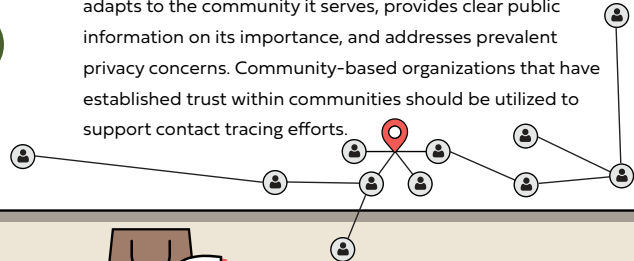 adapts to the community it serves, provides clear public
information on its importance, and addresses prevalent
privacy concerns. Community-based organizations that have
established trust within communities should be utilized to
support contact tracing efforts.